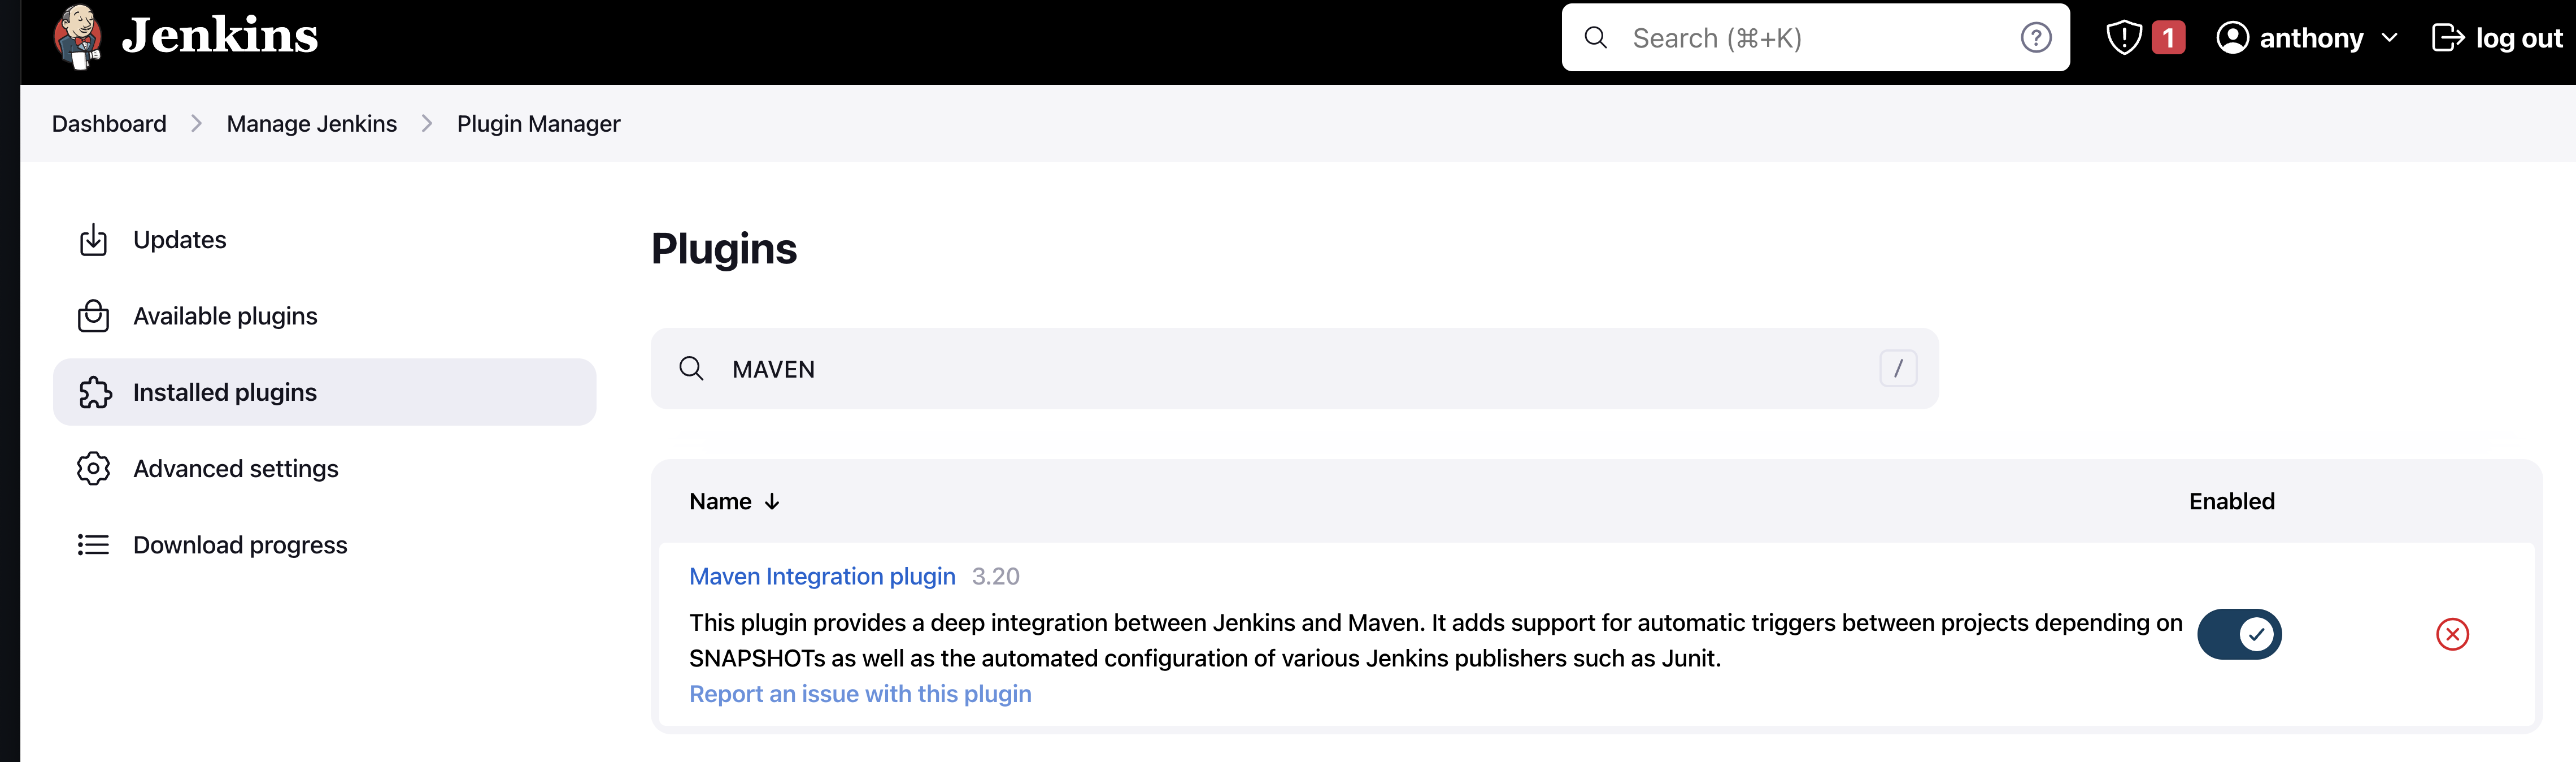 Jenkins
Search (⌘+K)
?
1
anthony
log out
Dashboard
Manage Jenkins
Plugin Manager
Updates
Available plugins
Installed plugins
Advanced settings
Download progress
Plugins
MAVEN
/
Name ↓
Enabled
Maven Integration plugin 3.20
This plugin provides a deep integration between Jenkins and Maven. It adds support for automatic triggers between projects depending on
SNAPSHOTs as well as the automated configuration of various Jenkins publishers such as Junit.
Report an issue with this plugin